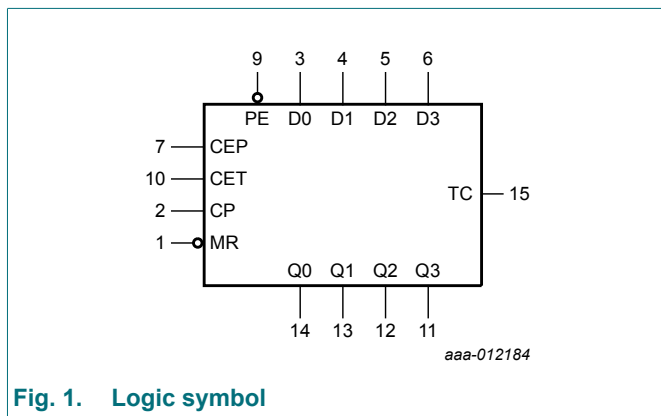 9 3 4 5 6
PE D0 D1 D2 D3
7 CEP
10 CET
TC 15
2 CP
1 MR
Q0 Q1 Q2 Q3
14 13 12 11
aaa-012184
Fig. 1. Logic symbol